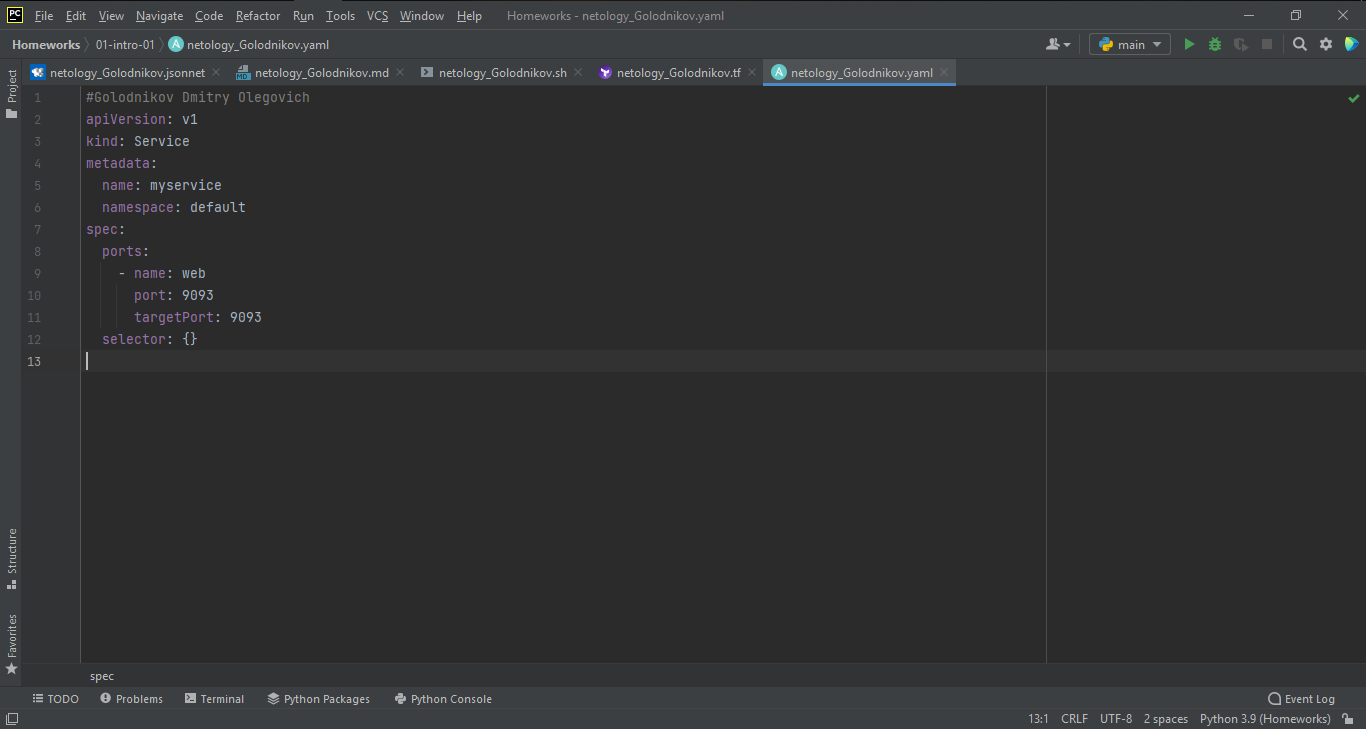 PC File Edit View Navigate Code Refactor Run Tools VCS Window Help Homeworks - netology_Golodnikov.yaml
Homeworks 01-intro-01 A netology_Golodnikov.yaml main
netology_Golodnikov.jsonnet MD netology_Golodnikov.md netology_Golodnikov.sh netology_Golodnikov.tf A netology_Golodnikov.yaml
Project
1 #Golodnikov Dmitry Olegovich
2 apiVersion: v1
3 kind: Service
4 metadata:
5   name: myservice
6   namespace: default
7 spec:
8   ports:
9     - name: web
10       port: 9093
11       targetPort: 9093
12   selector: {}
13
Structure
Favorites
spec
TODO Problems Terminal Python Packages Python Console Event Log
13:1 CRLF UTF-8 2 spaces Python 3.9 (Homeworks)